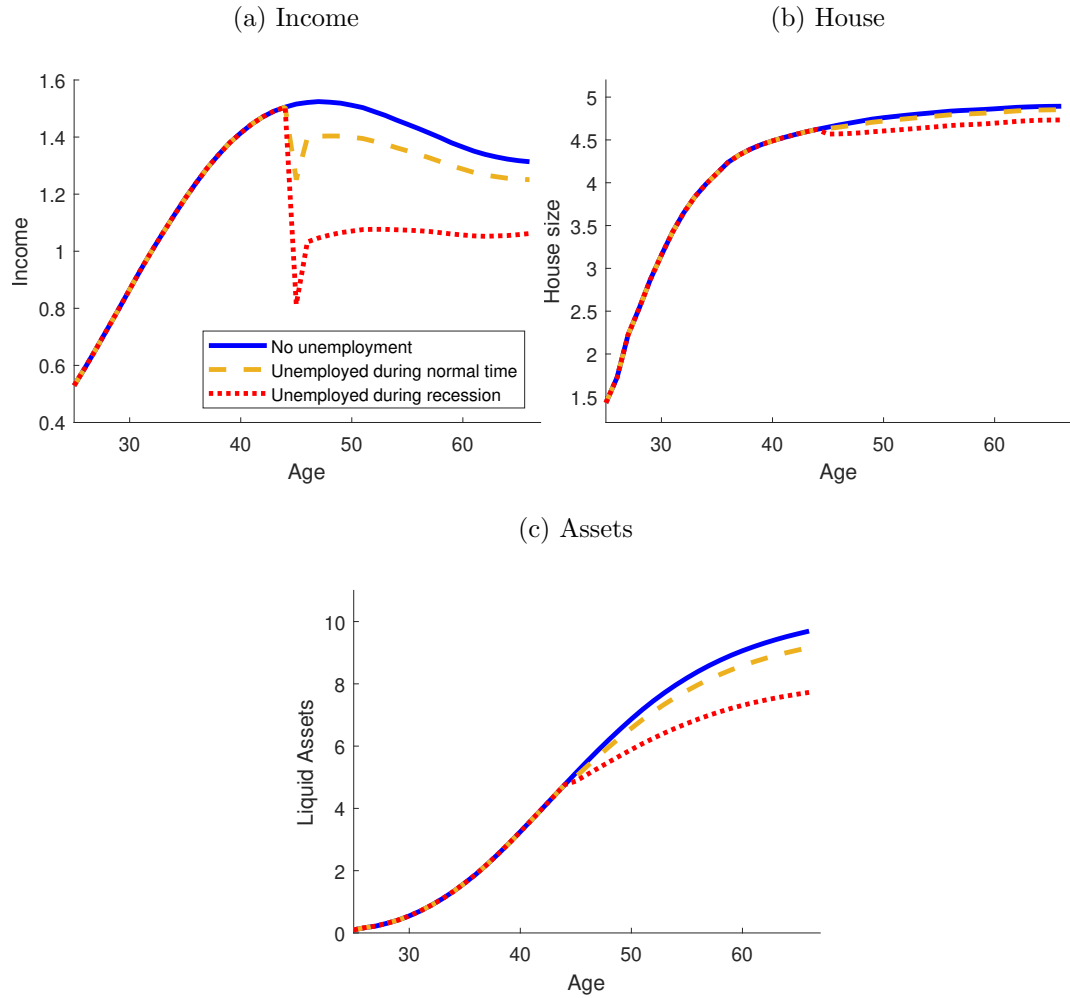 (a) Income
1.6
1.4
1.2
1
0.8
0.6
0.4
Income
No unemployment
Unemployed during normal time
Unemployed during recession
30
40
50
60
Age
(b) House
5
4.5
4
3.5
3
2.5
2
1.5
House size
30
40
50
60
Age
(c) Assets
10
8
6
4
2
0
Liquid Assets
30
40
50
60
Age